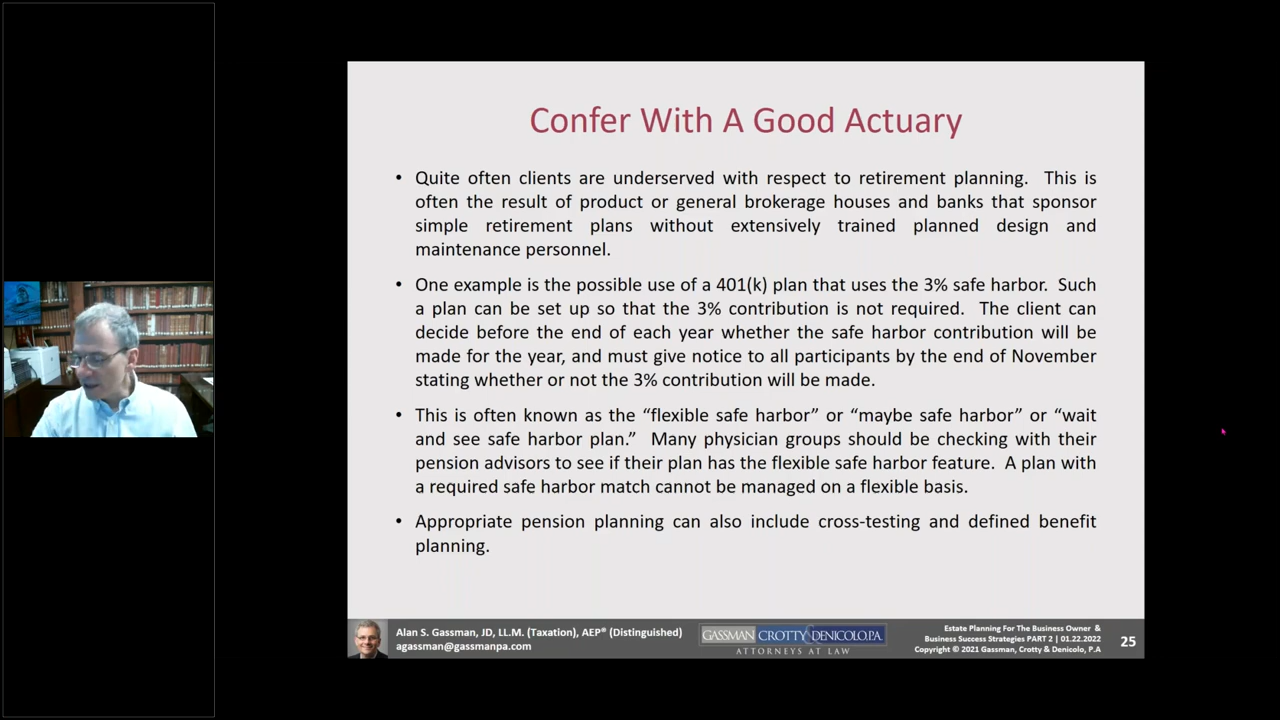 Confer With A Good Actuary
• Quite often clients are underserved with respect to retirement planning. This is
often the result of product or general brokerage houses and banks that sponsor
simple retirement plans without extensively trained planned design and
maintenance personnel.
• One example is the possible use of a 401(k) plan that uses the 3% safe harbor. Such
a plan can be set up so that the 3% contribution is not required. The client can
decide before the end of each year whether the safe harbor contribution will be
made for the year, and must give notice to all participants by the end of November
stating whether or not the 3% contribution will be made.
• This is often known as the “flexible safe harbor” or “maybe safe harbor” or “wait
and see safe harbor plan.” Many physician groups should be checking with their
pension advisors to see if their plan has the flexible safe harbor feature. A plan with
a required safe harbor match cannot be managed on a flexible basis.
• Appropriate pension planning can also include cross-testing and defined benefit
planning.
Alan S. Gassman, JD, LL.M. (Taxation), AEP® (Distinguished)
agassman@gassmanpa.com
GASSMAN CROTTY & DENICOLO, P.A.
ATTORNEYS AT LAW
Estate Planning For The Business Owner &
Business Success Strategies PART 2 | 01.22.2022
Copyright © 2021 Gassman, Crotty & Denicolo, P.A
25